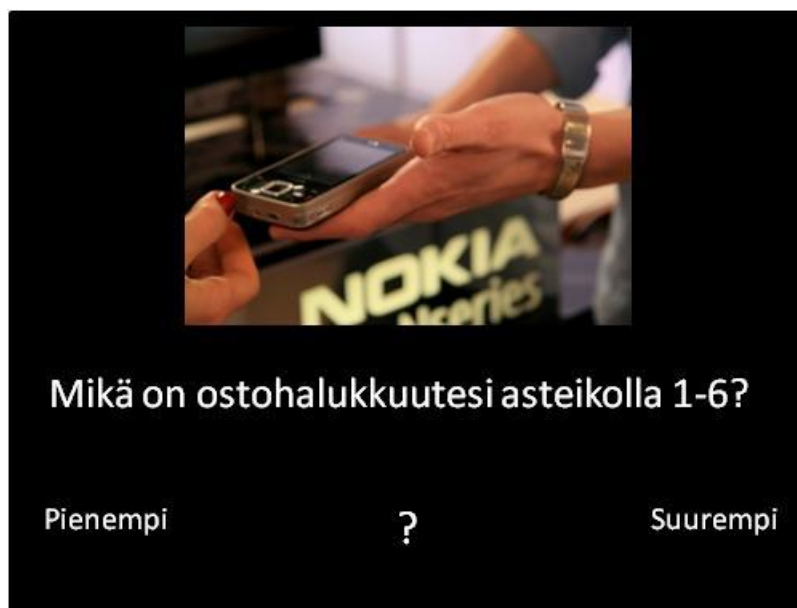 NOKIA
Nseries
Mikä on ostohalukkuutesi asteikolla 1-6?
Pienempi ? Suurempi